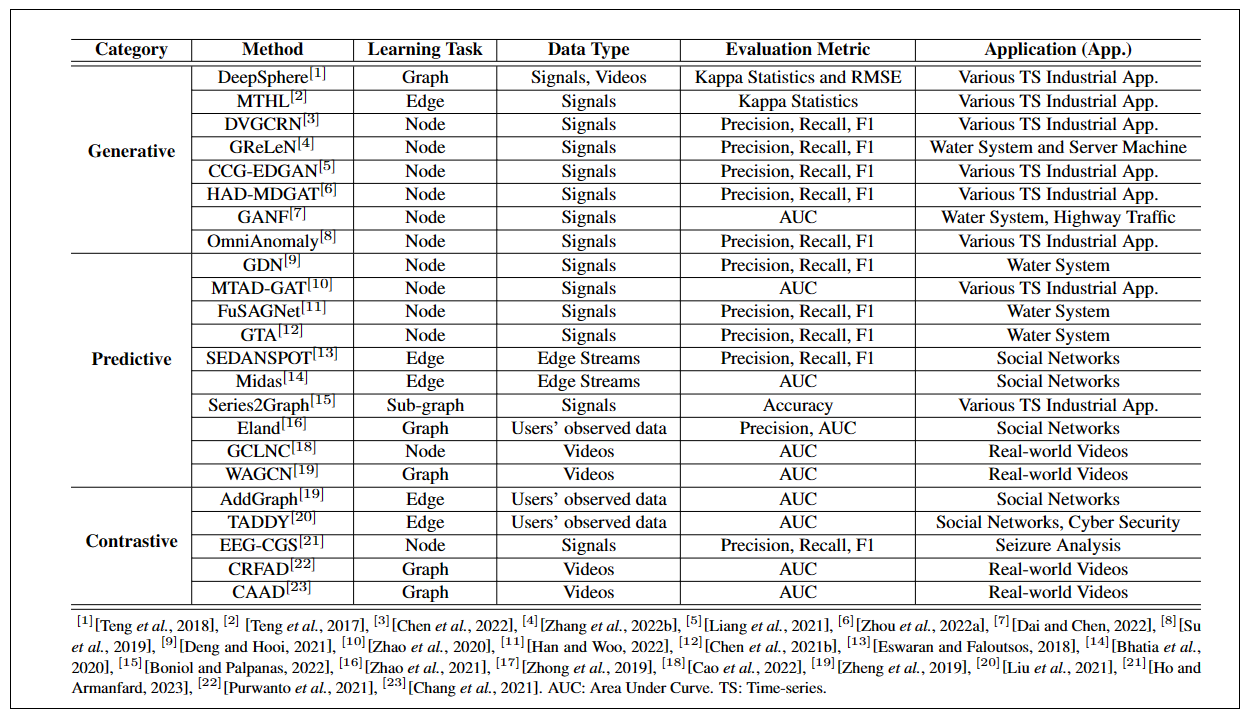 Category Method Learning Task Data Type Evaluation Metric Application (App.)
DeepSphere[1] Graph Signals, Videos Kappa Statistics and RMSE Various TS Industrial App.
MTHL[2] Edge Signals Kappa Statistics Various TS Industrial App.
DVGCRN[3] Node Signals Precision, Recall, F1 Various TS Industrial App.
Generative GReLeN[4] Node Signals Precision, Recall, F1 Water System and Server Machine
CCG-EDGAN[5] Node Signals Precision, Recall, F1 Various TS Industrial App.
HAD-MDGAT[6] Node Signals Precision, Recall, F1 Various TS Industrial App.
GANF[7] Node Signals AUC Water System, Highway Traffic
OmniAnomaly[8] Node Signals Precision, Recall, F1 Various TS Industrial App.
GDN[9] Node Signals Precision, Recall, F1 Water System
MTAD-GAT[10] Node Signals AUC Various TS Industrial App.
FuSAGNet[11] Node Signals Precision, Recall, F1 Water System
GTA[12] Node Signals Precision, Recall, F1 Water System
Predictive SEDANSPOT[13] Edge Edge Streams Precision, Recall, F1 Social Networks
Midas[14] Edge Edge Streams AUC Social Networks
Series2Graph[15] Sub-graph Signals Accuracy Various TS Industrial App.
Eland[16] Graph Users' observed data Precision, AUC Social Networks
GCLNC[18] Node Videos AUC Real-world Videos
WAGCN[19] Graph Videos AUC Real-world Videos
AddGraph[19] Edge Users' observed data AUC Social Networks
TADDY[20] Edge Users' observed data AUC Social Networks, Cyber Security
Contrastive EEG-CGS[21] Node Signals Precision, Recall, F1 Seizure Analysis
CRFAD[22] Graph Videos AUC Real-world Videos
CAAD[23] Graph Videos AUC Real-world Videos
[1][Teng et al., 2018], [2] [Teng et al., 2017], [3][Chen et al., 2022], [4][Zhang et al., 2022b], [5][Liang et al., 2021], [6][Zhou et al., 2022a], [7][Dai and Chen, 2022], [8][Su
et al., 2019], [9][Deng and Hooi, 2021], [10][Zhao et al., 2020], [11][Han and Woo, 2022], [12][Chen et al., 2021b], [13][Eswaran and Faloutsos, 2018], [14][Bhatia et al.,
2020], [15][Boniol and Palpanas, 2022], [16][Zhao et al., 2021], [17][Zhong et al., 2019], [18][Cao et al., 2022], [19][Zheng et al., 2019], [20][Liu et al., 2021], [21][Ho and
Armanfard, 2023], [22][Purwanto et al., 2021], [23][Chang et al., 2021]. AUC: Area Under Curve. TS: Time-series.